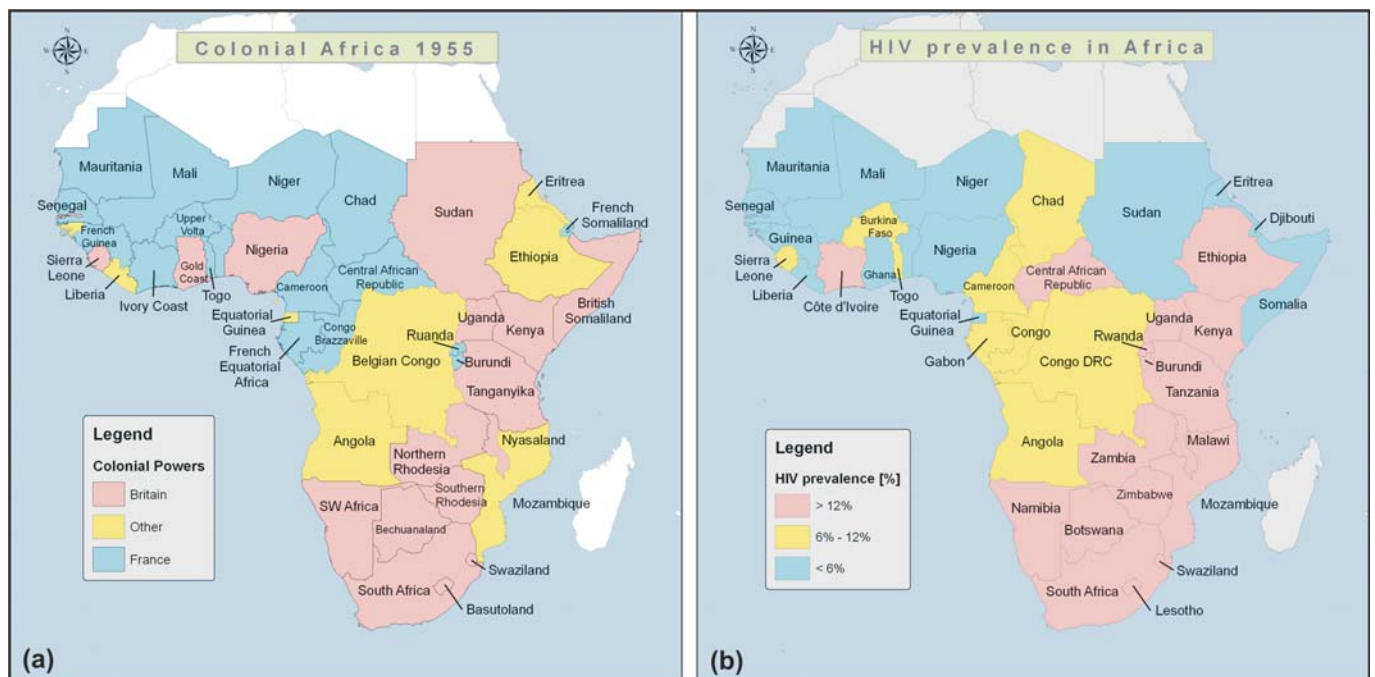 Colonial Africa 1955
N
W
E
S
Mauritania
Mali
Niger
Chad
Sudan
Eritrea
French
Somaliland
Senegal
French
Guinea
Upper
Volta
Nigeria
Ethiopia
Sierra
Leone
Gold
Coast
Central African
Republic
Cameroon
Liberia
Ivory Coast
Togo
British
Somaliland
Equatorial
Guinea
Congo
Brazzaville
Uganda
Kenya
Ruanda
French
Equatorial
Africa
Belgian Congo
Burundi
Tanganyika
Angola
Nyasaland
Northern
Rhodesia
Southern
Rhodesia
Mozambique
SW Africa
Bechuanaland
Swaziland
South Africa
Basutoland
Legend
Colonial Powers
Britain
Other
France
(a)
HIV prevalence in Africa
N
W
E
S
Mauritania
Mali
Niger
Chad
Sudan
Eritrea
Djibouti
Senegal
Guinea
Burkina
Faso
Nigeria
Ethiopia
Sierra
Leone
Ghana
Central African
Republic
Cameroon
Liberia
Côte d'Ivoire
Togo
Somalia
Equatorial
Guinea
Congo
Uganda
Kenya
Rwanda
Gabon
Congo DRC
Burundi
Tanzania
Angola
Malawi
Zambia
Zimbabwe
Mozambique
Namibia
Botswana
Swaziland
South Africa
Lesotho
Legend
HIV prevalence [%]
> 12%
6% - 12%
< 6%
(b)